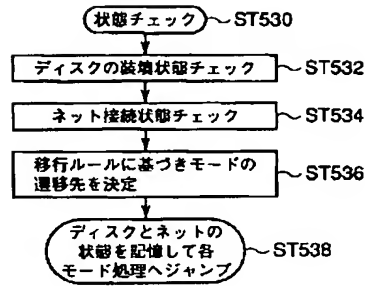 状態チェック ST530
ディスクの装填状態チェック ST532
ネット接続状態チェック ST534
移行ルールに基づきモードの
遷移先を決定 ST536
ディスクとネットの
状態を記憶して各 ST538
モード処理へジャンプ